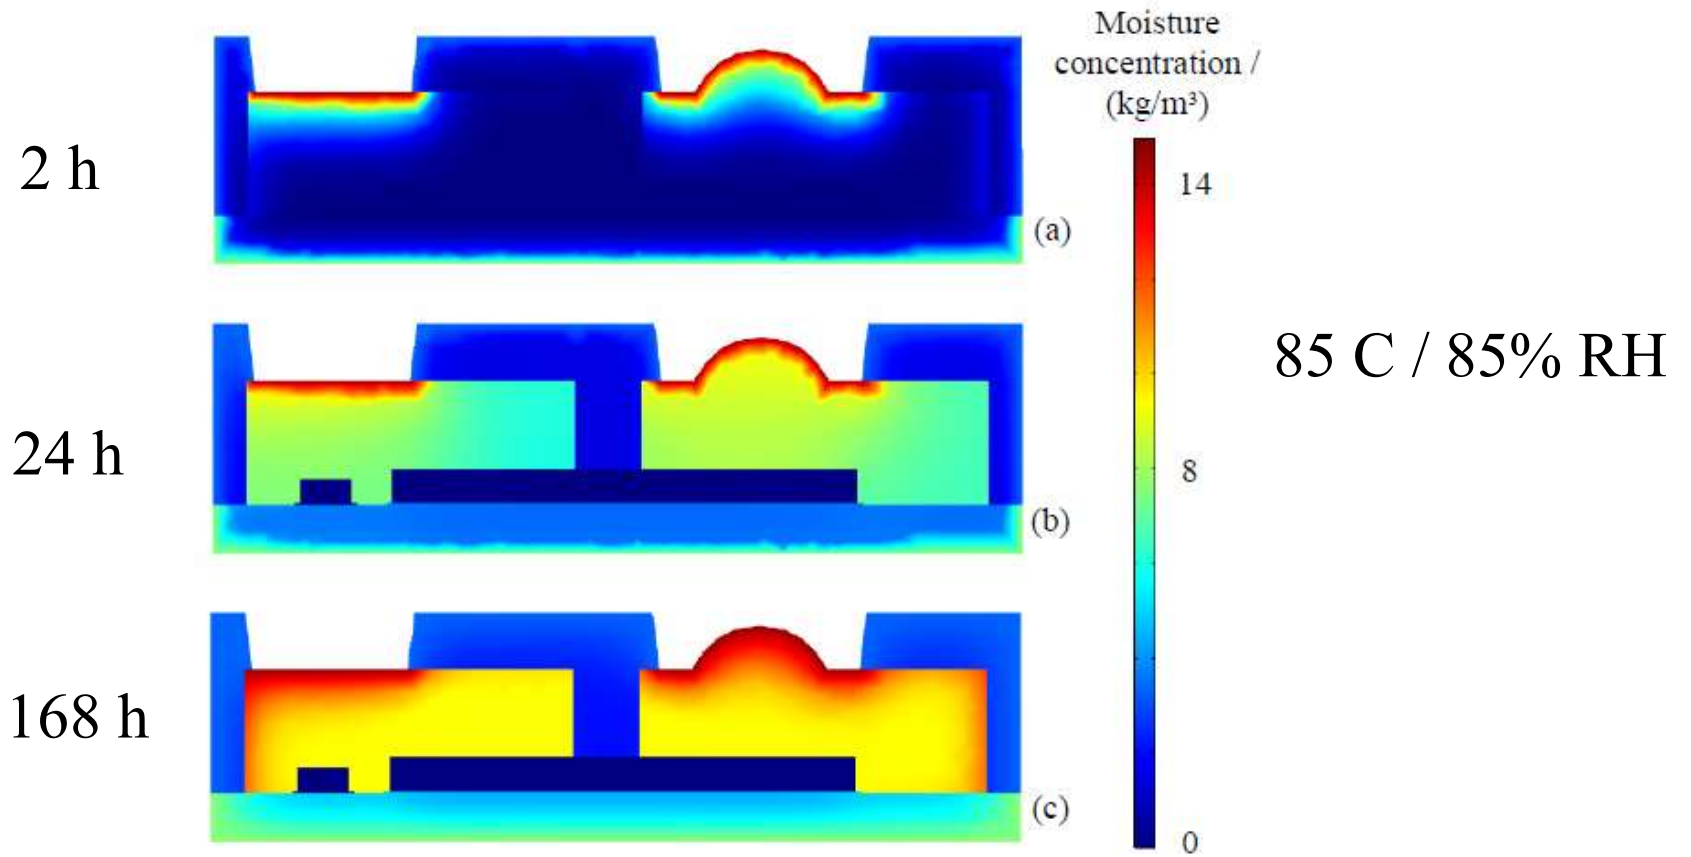 Moisture
concentration /
(kg/m³)
2 h
14
(a)
85 C / 85% RH
24 h
8
(b)
168 h
(c)
0